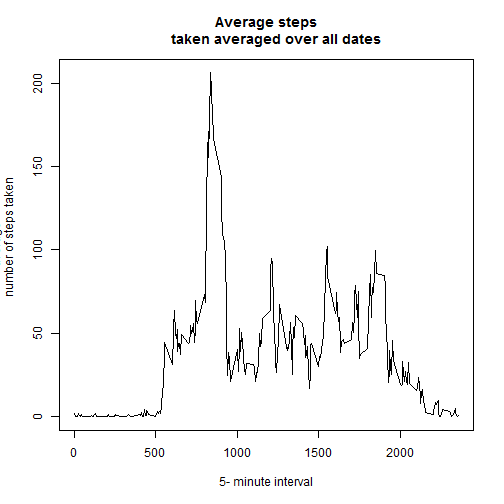 Average steps
taken averaged over all dates
number of steps taken
0
50
100
150
200
0
500
1000
1500
2000
5- minute interval